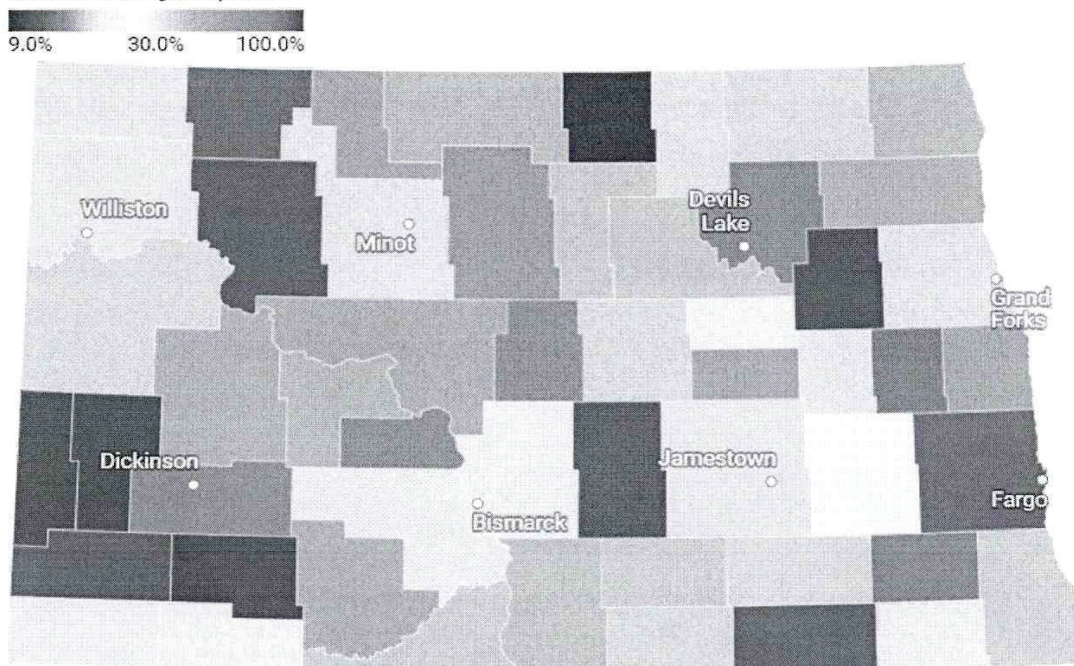 9.0% 30.0% 100.0%
Williston
Minot
Devils
Lake
Grand
Forks
Dickinson
Jamestown
Bismarck
Fargo